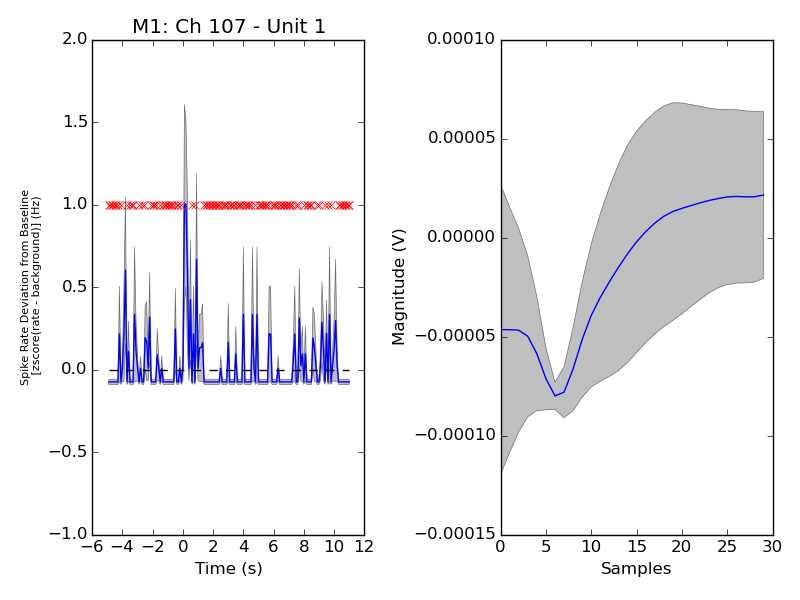 M1: Ch 107 - Unit 1
2.0
1.5
1.0
0.5
0.0
−0.5
−1.0
−6 −4 −2 0 2 4 6 8 10 12
Time (s)
Spike Rate Deviation from Baseline
[zscore(rate - background)] (Hz)
0.00010
0.00005
0.00000
−0.00005
−0.00010
−0.00015
0 5 10 15 20 25 30
Samples
Magnitude (V)